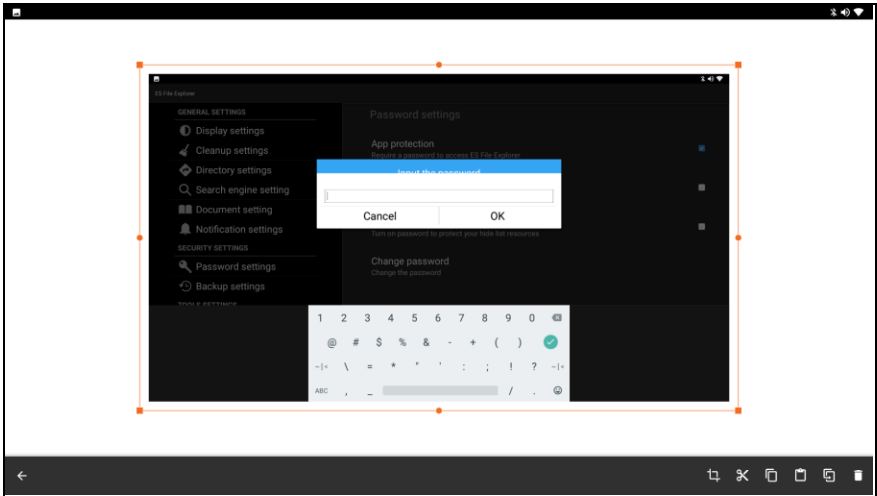 ES File Explorer
GENERAL SETTINGS
Display settings
Cleanup settings
Directory settings
Search engine setting
Document setting
Notification settings
SECURITY SETTINGS
Password settings
Backup settings
TOOLS SETTINGS
Password settings
App protection
Require a password to access ES File Explorer
Input the password
Cancel OK
Turn on password to protect your hide list resources
Change password
Change the password
1 2 3 4 5 6 7 8 9 0
@ # $ % & - + ( )
\ = * " ' : ; ! ?
ABC , _ / .